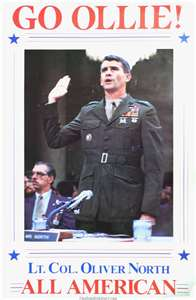 GO OLLIE!
MR. NORTH
LT. COL. OLIVER NORTH
ALL AMERICAN